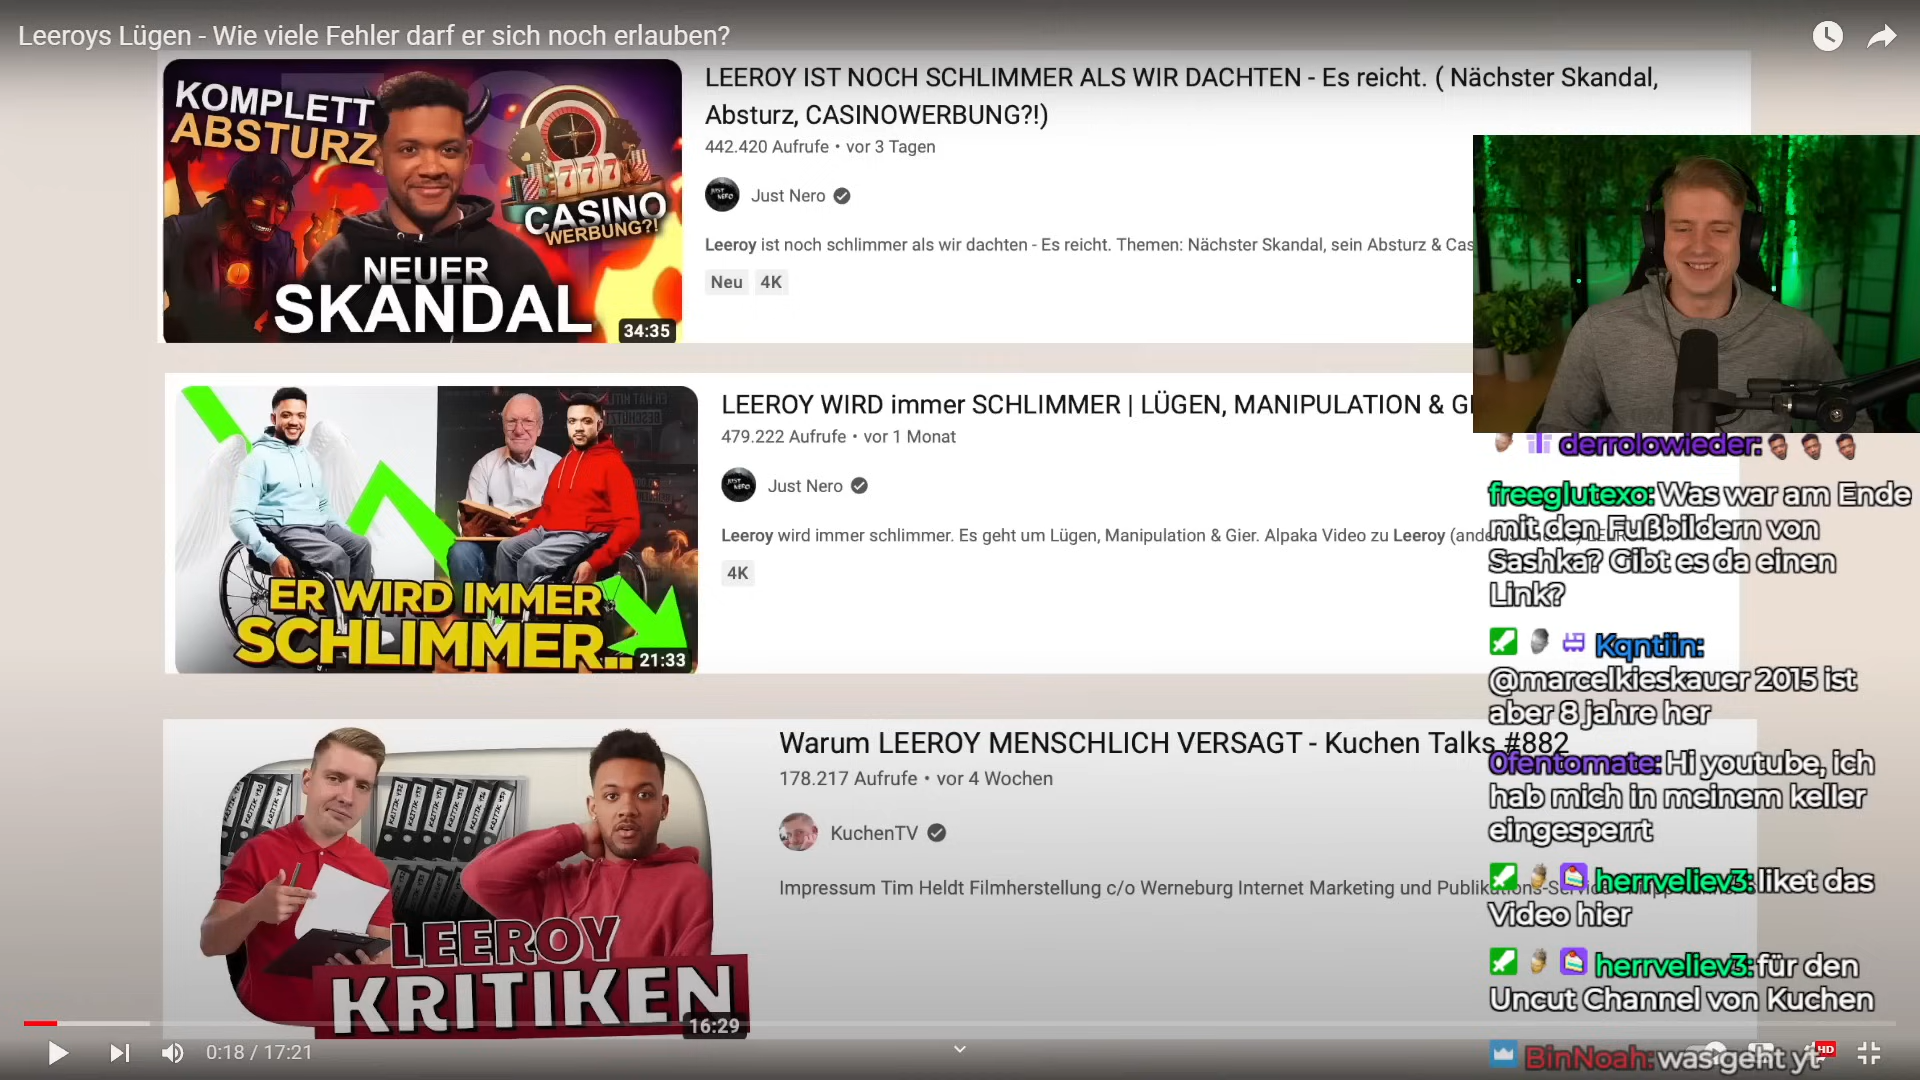 Leeroys Lügen - Wie viele Fehler darf er sich noch erlauben?
KOMPLETT
ABSTURZ
CASINO
WERBUNG?!
777
NEUER
SKANDAL
34:35
LEEROY IST NOCH SCHLIMMER ALS WIR DACHTEN - Es reicht. ( Nächster Skandal,
Absturz, CASINOWERBUNG?!)
442.420 Aufrufe • vor 3 Tagen
JUST NERO
Just Nero
Leeroy ist noch schlimmer als wir dachten - Es reicht. Themen: Nächster Skandal, sein Absturz & Cas
Neu 4K
ER WIRD IMMER
SCHLIMMER..
21:33
LEEROY WIRD immer SCHLIMMER | LÜGEN, MANIPULATION & GI
479.222 Aufrufe • vor 1 Monat
JUST NERO
Just Nero
Leeroy wird immer schlimmer. Es geht um Lügen, Manipulation & Gier. Alpaka Video zu Leeroy
4K
LEEROY
KRITIKEN
16:29
Warum LEEROY MENSCHLICH VERSAGT - Kuchen Talks #882
178.217 Aufrufe • vor 4 Wochen
KuchenTV
Impressum Tim Heldt Filmherstellung c/o Werneburg Internet Marketing und Publikations-Service
derrolowieder:
freeglutexo: Was war am Ende
mit den Fußbildern von
Sashka? Gibt es da einen
Link?
Kqntiin:
@marcelkieskauer 2015 ist
aber 8 jahre her
0fentomate: Hi youtube, ich
hab mich in meinem keller
eingesperrt
herrveliev3: liket das
Video hier
herrveliev3: für den
Uncut Channel von Kuchen
BinNoah: was geht yt
0:18 / 17:21
HD